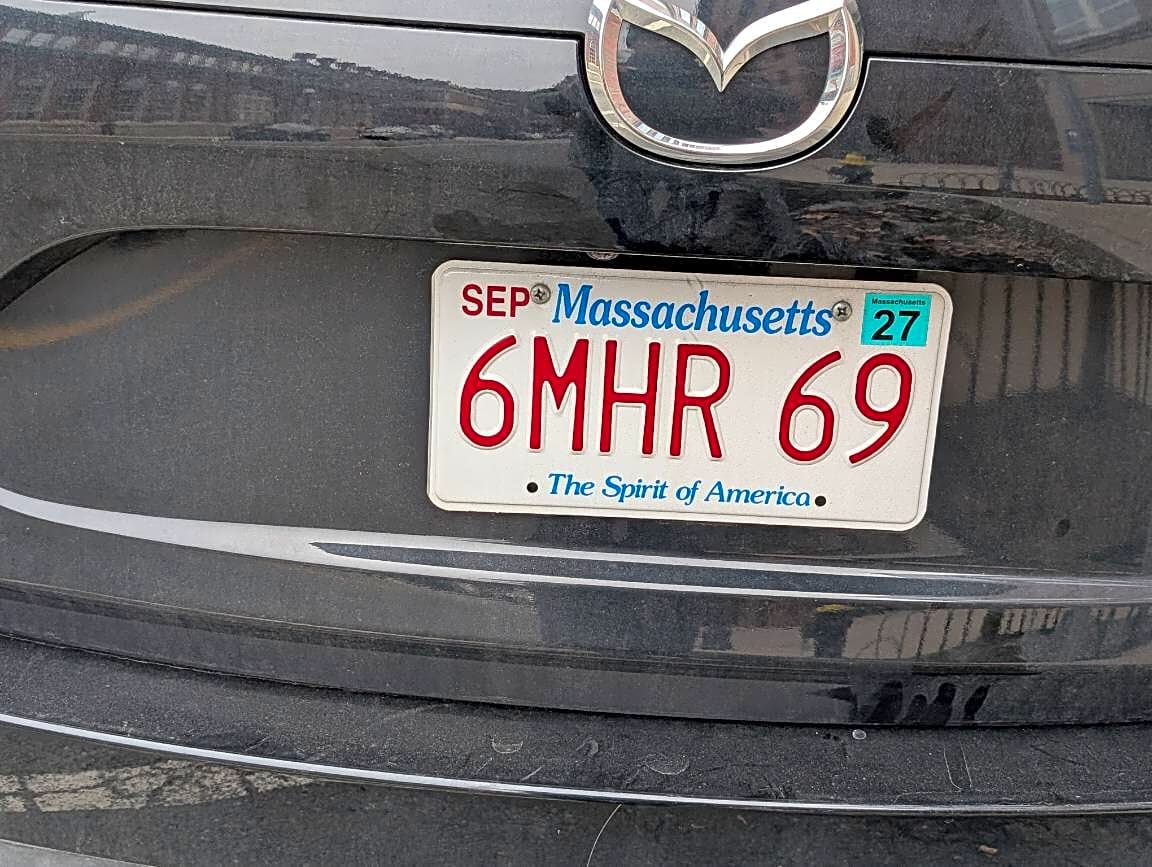 SEP Massachusetts
Massachusetts
27
6MHR 69
The Spirit of America